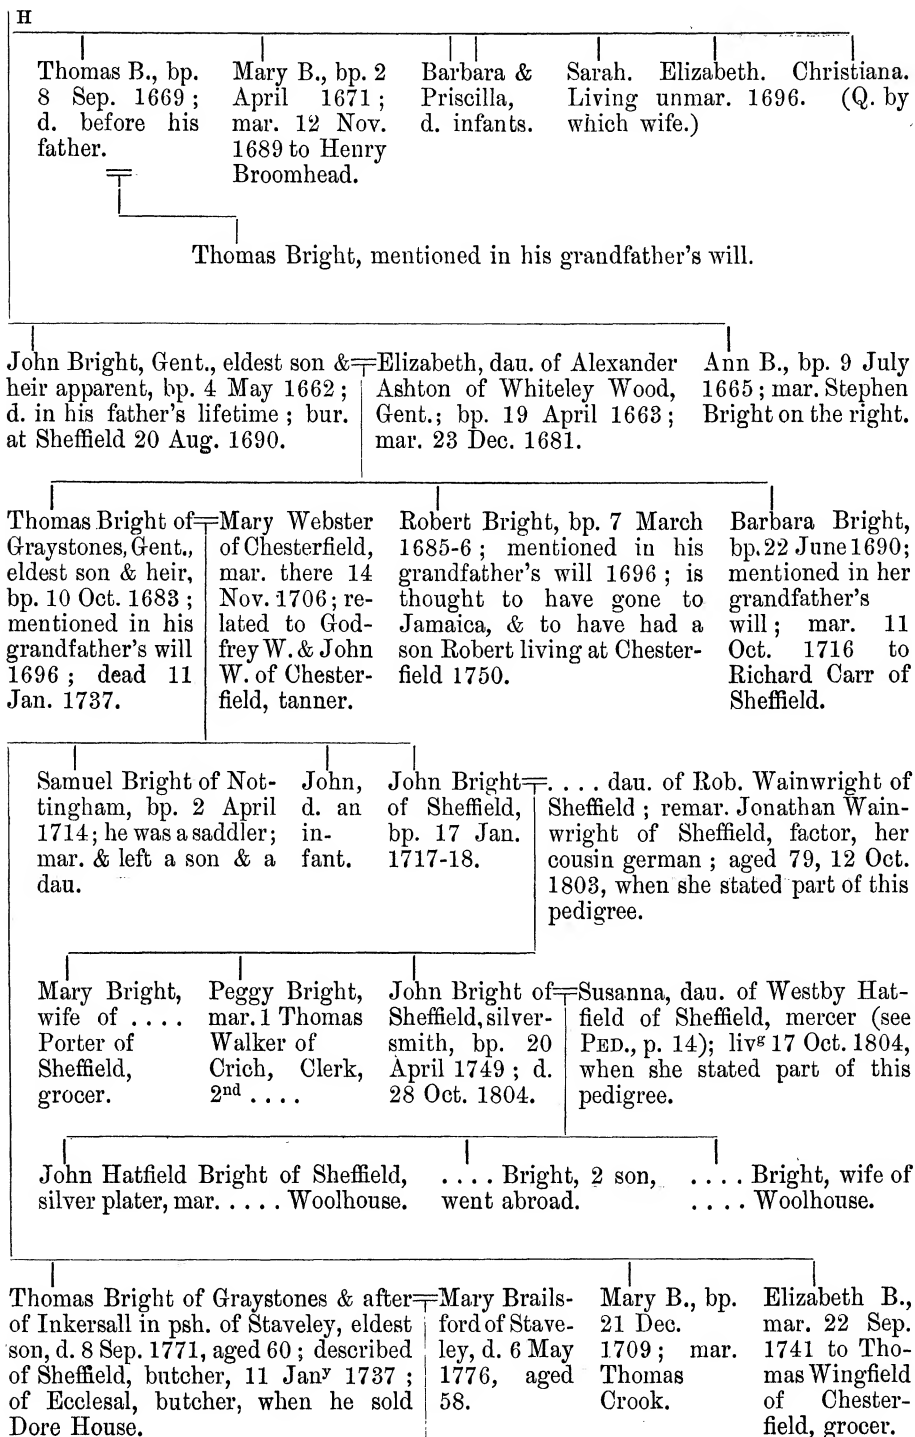 H
Thomas B., bp.
8 Sep. 1669 ;
d. before his
father.
Mary B., bp. 2
April 1671 ;
mar. 12 Nov.
1689 to Henry
Broomhead.
Barbara &
Priscilla,
d. infants.
Sarah. Elizabeth. Christiana.
Living unmar. 1696. (Q. by
which wife.)
Thomas Bright, mentioned in his grandfather's will.
John Bright, Gent., eldest son &
heir apparent, bp. 4 May 1662 ;
d. in his father's lifetime ; bur.
at Sheffield 20 Aug. 1690.
Elizabeth, dau. of Alexander
Ashton of Whiteley Wood,
Gent.; bp. 19 April 1663 ;
mar. 23 Dec. 1681.
Ann B., bp. 9 July
1665 ; mar. Stephen
Bright on the right.
Thomas Bright of
Graystones, Gent.,
eldest son & heir,
bp. 10 Oct. 1683 ;
mentioned in his
grandfather's will
1696 ; dead 11
Jan. 1737.
Mary Webster
of Chesterfield,
mar. there 14
Nov. 1706 ; re-
lated to God-
frey W. & John
W. of Chester-
field, tanner.
Robert Bright, bp. 7 March
1685-6 ; mentioned in his
grandfather's will 1696 ; is
thought to have gone to
Jamaica, & to have had a
son Robert living at Chester-
field 1750.
Barbara Bright,
bp. 22 June 1690;
mentioned in her
grandfather's
will ; mar. 11
Oct. 1716 to
Richard Carr of
Sheffield.
Samuel Bright of Not-
tingham, bp. 2 April
1714; he was a saddler;
mar. & left a son & a
dau.
John,
d. an
in-
fant.
John Bright
of Sheffield,
bp. 17 Jan.
1717-18.
. . . . dau. of Rob. Wainwright of
Sheffield ; remar. Jonathan Wain-
wright of Sheffield, factor, her
cousin german ; aged 79, 12 Oct.
1803, when she stated part of this
pedigree.
Mary Bright,
wife of . . . .
Porter of
Sheffield,
grocer.
Peggy Bright,
mar. 1 Thomas
Walker of
Crich, Clerk,
2nd . . . .
John Bright of
Sheffield, silver-
smith, bp. 20
April 1749 ; d.
28 Oct. 1804.
Susanna, dau. of Westby Hat-
field of Sheffield, mercer (see
PED., p. 14); livg 17 Oct. 1804,
when she stated part of this
pedigree.
John Hatfield Bright of Sheffield,
silver plater, mar. . . . . Woolhouse.
. . . . Bright, 2 son,
went abroad.
. . . . Bright, wife of
. . . . Woolhouse.
Thomas Bright of Graystones & after
of Inkersall in psh. of Staveley, eldest
son, d. 8 Sep. 1771, aged 60 ; described
of Sheffield, butcher, 11 Jany 1737 ;
of Ecclesal, butcher, when he sold
Dore House.
Mary Brails-
ford of Stave-
ley, d. 6 May
1776, aged
58.
Mary B., bp.
21 Dec.
1709 ; mar.
Thomas
Crook.
Elizabeth B.,
mar. 22 Sep.
1741 to Tho-
mas Wingfield
of Chester-
field, grocer.